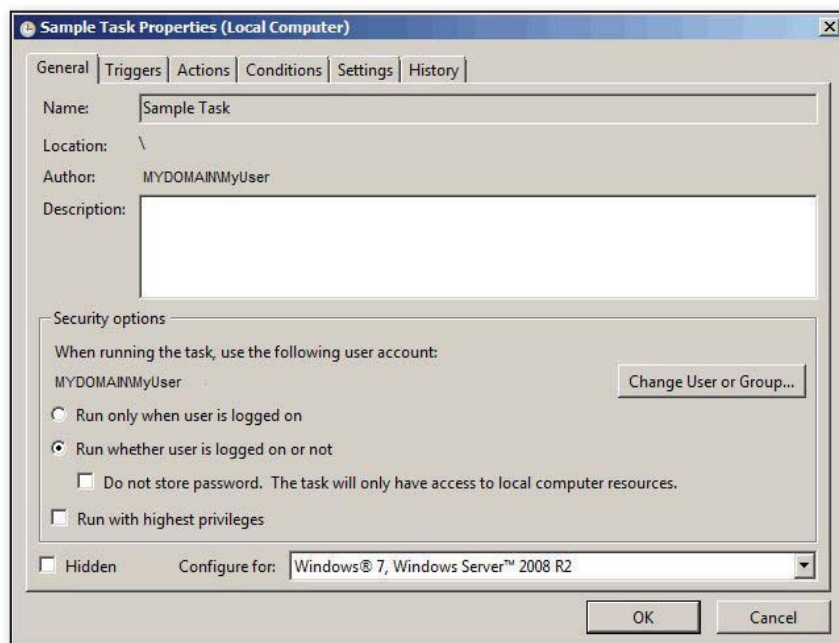 Sample Task Properties (Local Computer)
General Triggers Actions Conditions Settings History
Name: Sample Task
Location: \
Author: MYDOMAIN\MyUser
Description:
Security options
When running the task, use the following user account:
MYDOMAIN\MyUser Change User or Group...
Run only when user is logged on
Run whether user is logged on or not
Do not store password. The task will only have access to local computer resources.
Run with highest privileges
Hidden Configure for: Windows® 7, Windows Server™ 2008 R2
OK Cancel